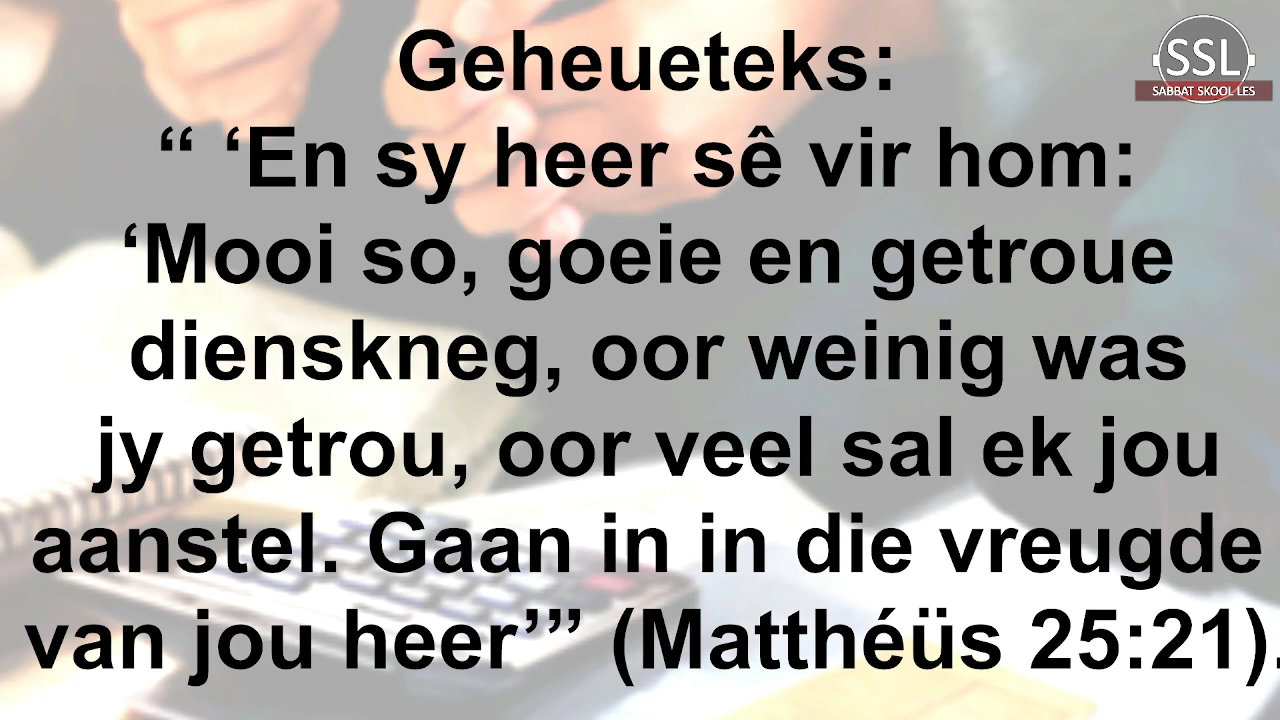 Geheueteks:
“ ‘En sy heer sê vir hom:
‘Mooi so, goeie en getroue
dienskneg, oor weinig was
jy getrou, oor veel sal ek jou
aanstel. Gaan in in die vreugde
van jou heer’” (Matthéüs 25:21).
SSL
SABBAT SKOOL LES